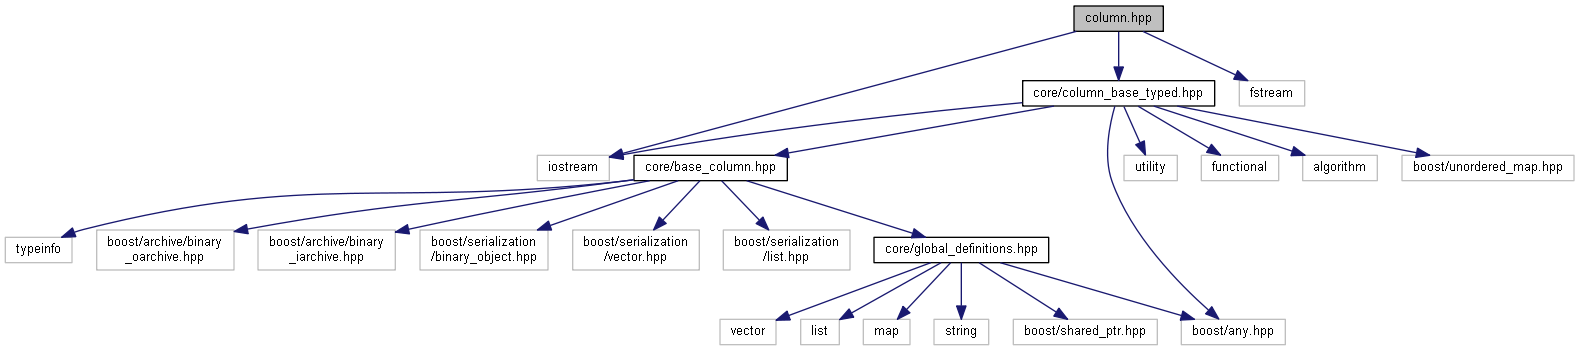 column.hpp
core/column_base_typed.hpp
fstream
iostream
core/base_column.hpp
utility
functional
algorithm
boost/unordered_map.hpp
typeinfo
boost/archive/binary
_oarchive.hpp
boost/archive/binary
_iarchive.hpp
boost/serialization
/binary_object.hpp
boost/serialization
/vector.hpp
boost/serialization
/list.hpp
core/global_definitions.hpp
vector
list
map
string
boost/shared_ptr.hpp
boost/any.hpp